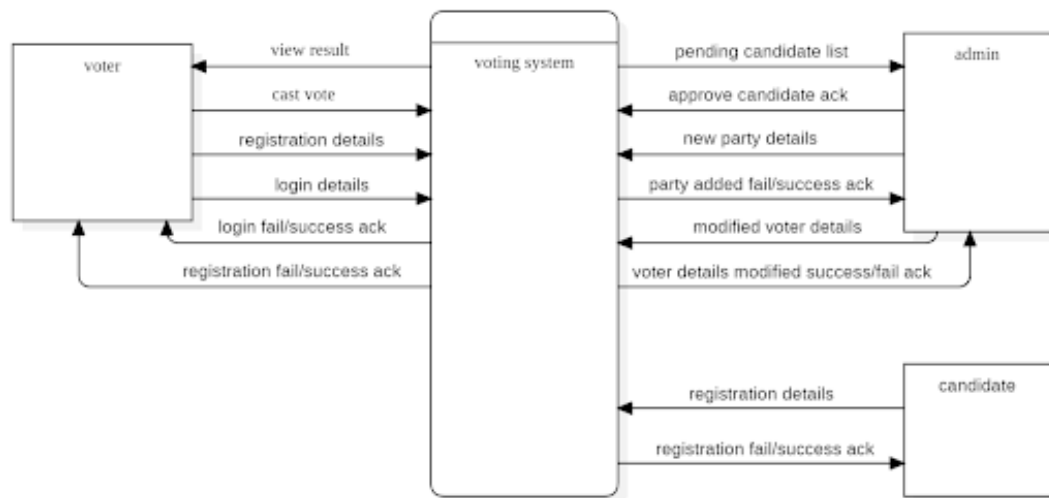 voter
view result
cast vote
registration details
login details
login fail/success ack
registration fail/success ack
voting system
pending candidate list
approve candidate ack
new party details
party added fail/success ack
modified voter details
voter details modified success/fail ack
admin
registration details
registration fail/success ack
candidate